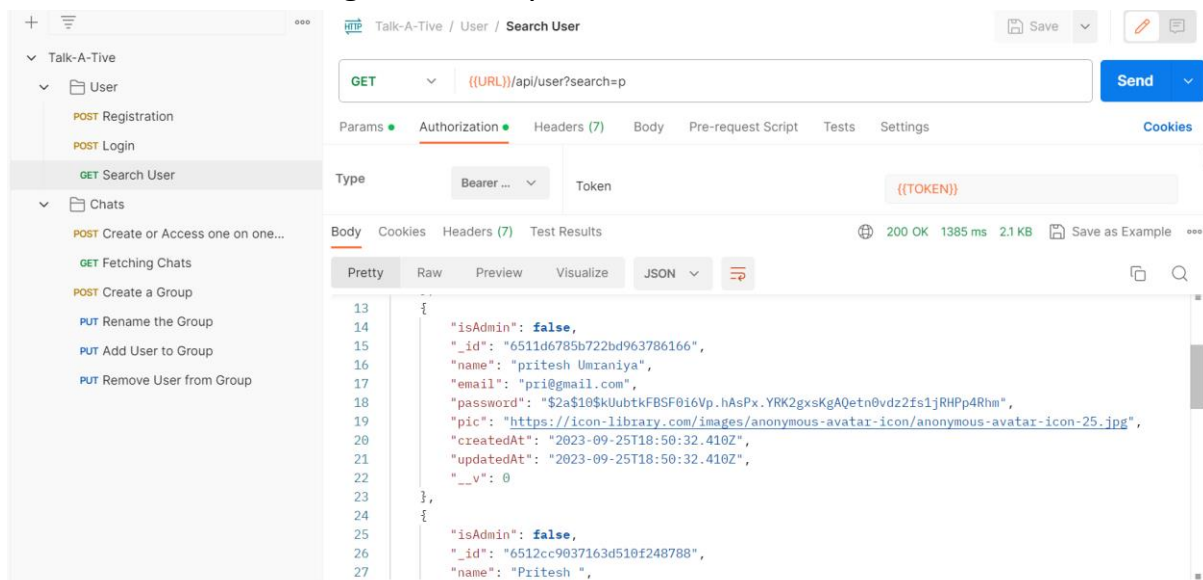 Talk-A-Tive
User
POST Registration
POST Login
GET Search User
Chats
POST Create or Access one on one...
GET Fetching Chats
POST Create a Group
PUT Rename the Group
PUT Add User to Group
PUT Remove User from Group
HTTP Talk-A-Tive / User / Search User Save
GET {{URL}}/api/user?search=p Send
Params Authorization Headers (7) Body Pre-request Script Tests Settings Cookies
Type Bearer ... Token {{TOKEN}}
Body Cookies Headers (7) Test Results 200 OK 1385 ms 2.1 KB Save as Example
Pretty Raw Preview Visualize JSON
13 {
14 "isAdmin": false,
15 "_id": "6511d6785b722bd963786166",
16 "name": "pritesh Umraniya",
17 "email": "pri@gmail.com",
18 "password": "$2a$10$kUubtkFBSF0i6Vp.hAsPx.YRK2gxsKgAQetn0vdz2fs1jRHPp4Rhm",
19 "pic": "https://icon-library.com/images/anonymous-avatar-icon/anonymous-avatar-icon-25.jpg",
20 "createdAt": "2023-09-25T18:50:32.410Z",
21 "updatedAt": "2023-09-25T18:50:32.410Z",
22 "__v": 0
23 },
24 {
25 "isAdmin": false,
26 "_id": "6512cc9037163d510f248788",
27 "name": "Pritesh ",